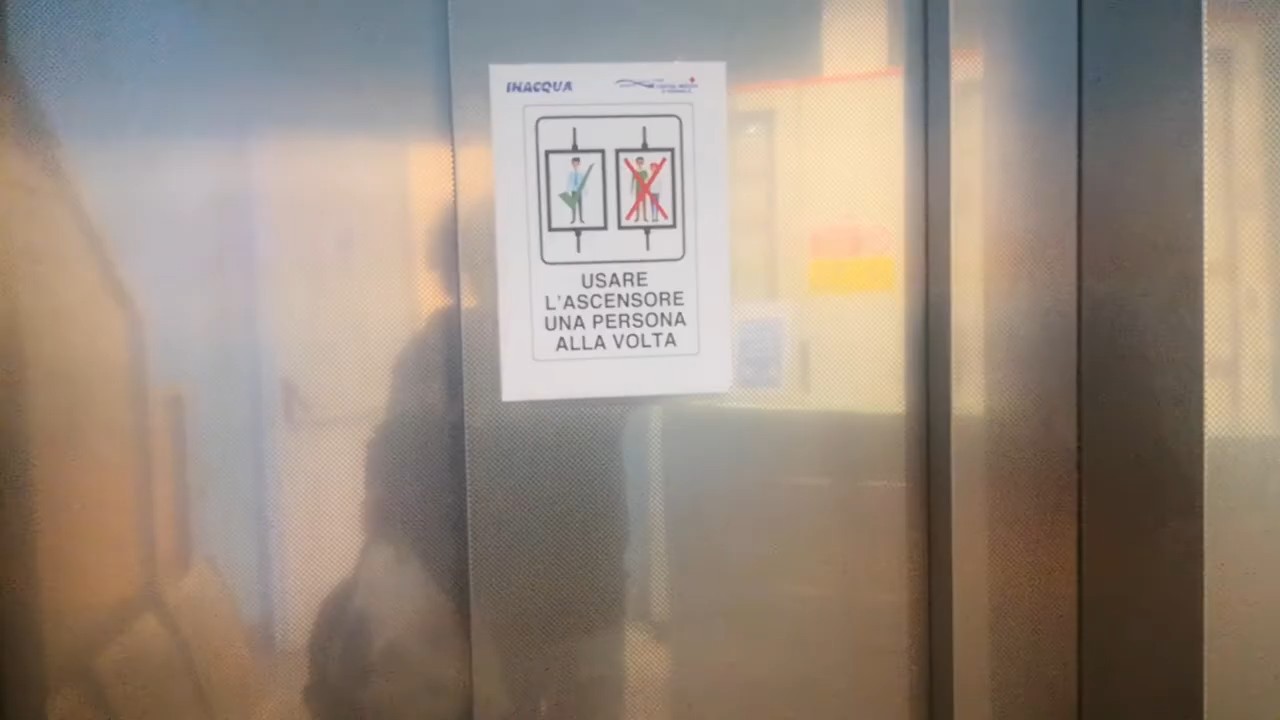 INACQUA
USARE
L'ASCENSORE
UNA PERSONA
ALLA VOLTA